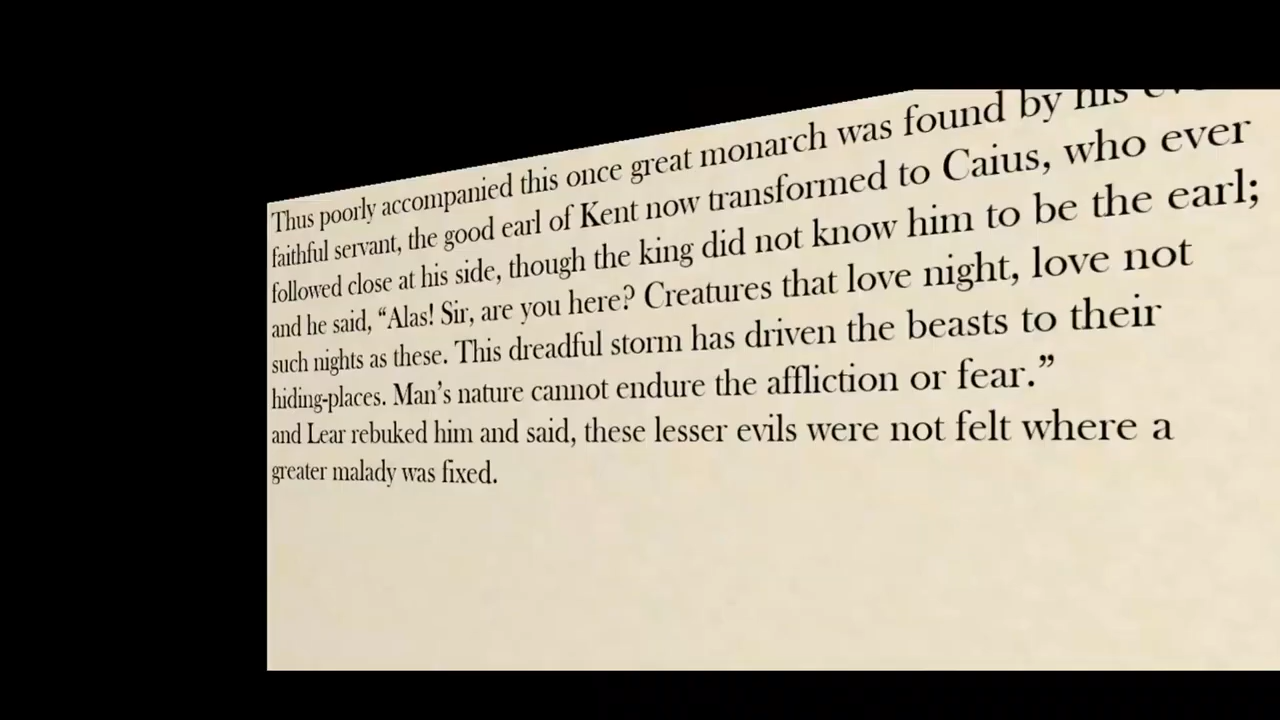 Thus poorly accompanied this once great monarch was found by his
faithful servant, the good earl of Kent now transformed to Caius, who ever
followed close at his side, though the king did not know him to be the earl;
and he said, “Alas! Sir, are you here? Creatures that love night, love not
such nights as these. This dreadful storm has driven the beasts to their
hiding-places. Man’s nature cannot endure the affliction or fear.”
and Lear rebuked him and said, these lesser evils were not felt where a
greater malady was fixed.